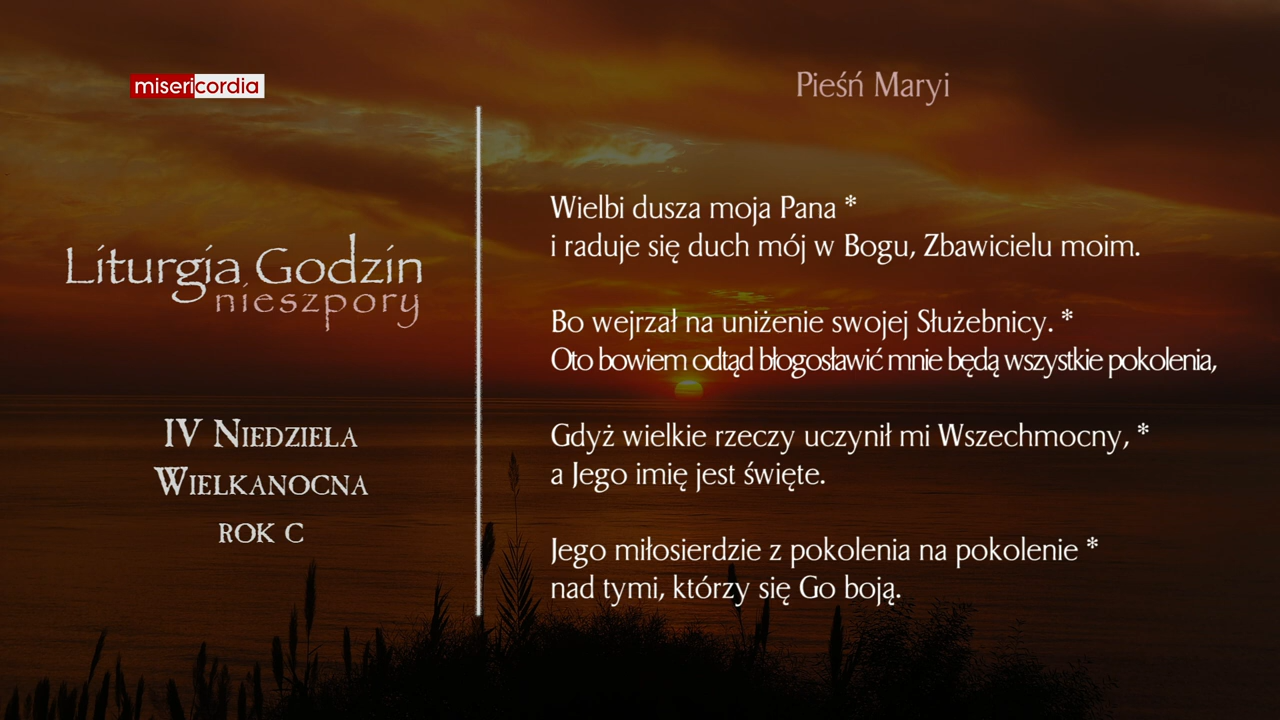 misericordia
Liturgia Godzin
nieszpory
IV Niedziela
Wielkanocna
rok C
Pieśń Maryi
Wielbi dusza moja Pana *
i raduje się duch mój w Bogu, Zbawicielu moim.
Bo wejrzał na uniżenie swojej Służebnicy. *
Oto bowiem odtąd błogosławić mnie będą wszystkie pokolenia,
Gdyż wielkie rzeczy uczynił mi Wszechmocny, *
a Jego imię jest święte.
Jego miłosierdzie z pokolenia na pokolenie *
nad tymi, którzy się Go boją.